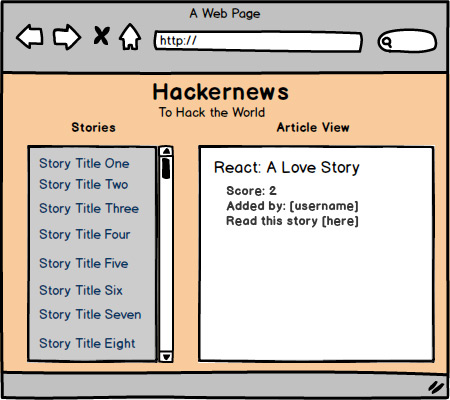 A Web Page
http://
Hackernews
To Hack the World
Stories
Story Title One
Story Title Two
Story Title Three
Story Title Four
Story Title Five
Story Title Six
Story Title Seven
Story Title Eight
Article View
React: A Love Story
Score: 2
Added by: [username]
Read this story [here]